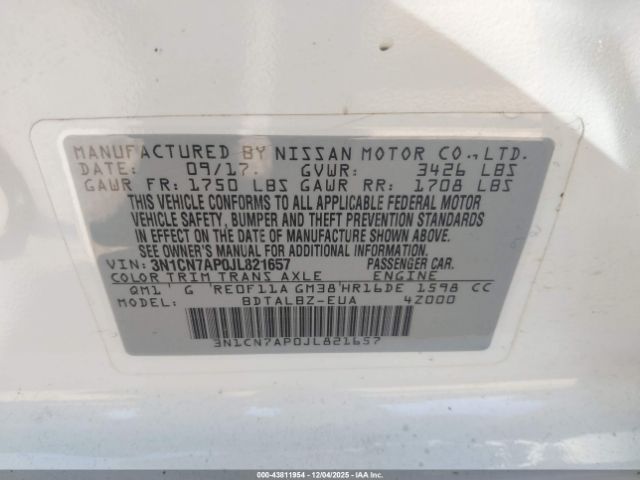 MANUFACTURED BY NISSAN MOTOR CO.,LTD.
DATE: 09/17. GVWR: 3426 LBS
GAWR FR: 1750 LBS GAWR RR: 1708 LBS
THIS VEHICLE CONFORMS TO ALL APPLICABLE FEDERAL MOTOR
VEHICLE SAFETY, BUMPER AND THEFT PREVENTION STANDARDS
IN EFFECT ON THE DATE OF MANUFACTURE SHOWN ABOVE.
SEE OWNER'S MANUAL FOR ADDITIONAL INFORMATION.
VIN: 3N1CN7AP0JL821657 PASSENGER CAR.
COLOR TRIM TRANS AXLE ENGINE
QM1 G RE0F11A GM38 HR16DE 1598 CC
MODEL: BDTALBZ-EUA 4Z000
3N1CN7AP0JL821657
000-43811954 | 12/04/2025 - COPYRIGHT IAA, LLC.